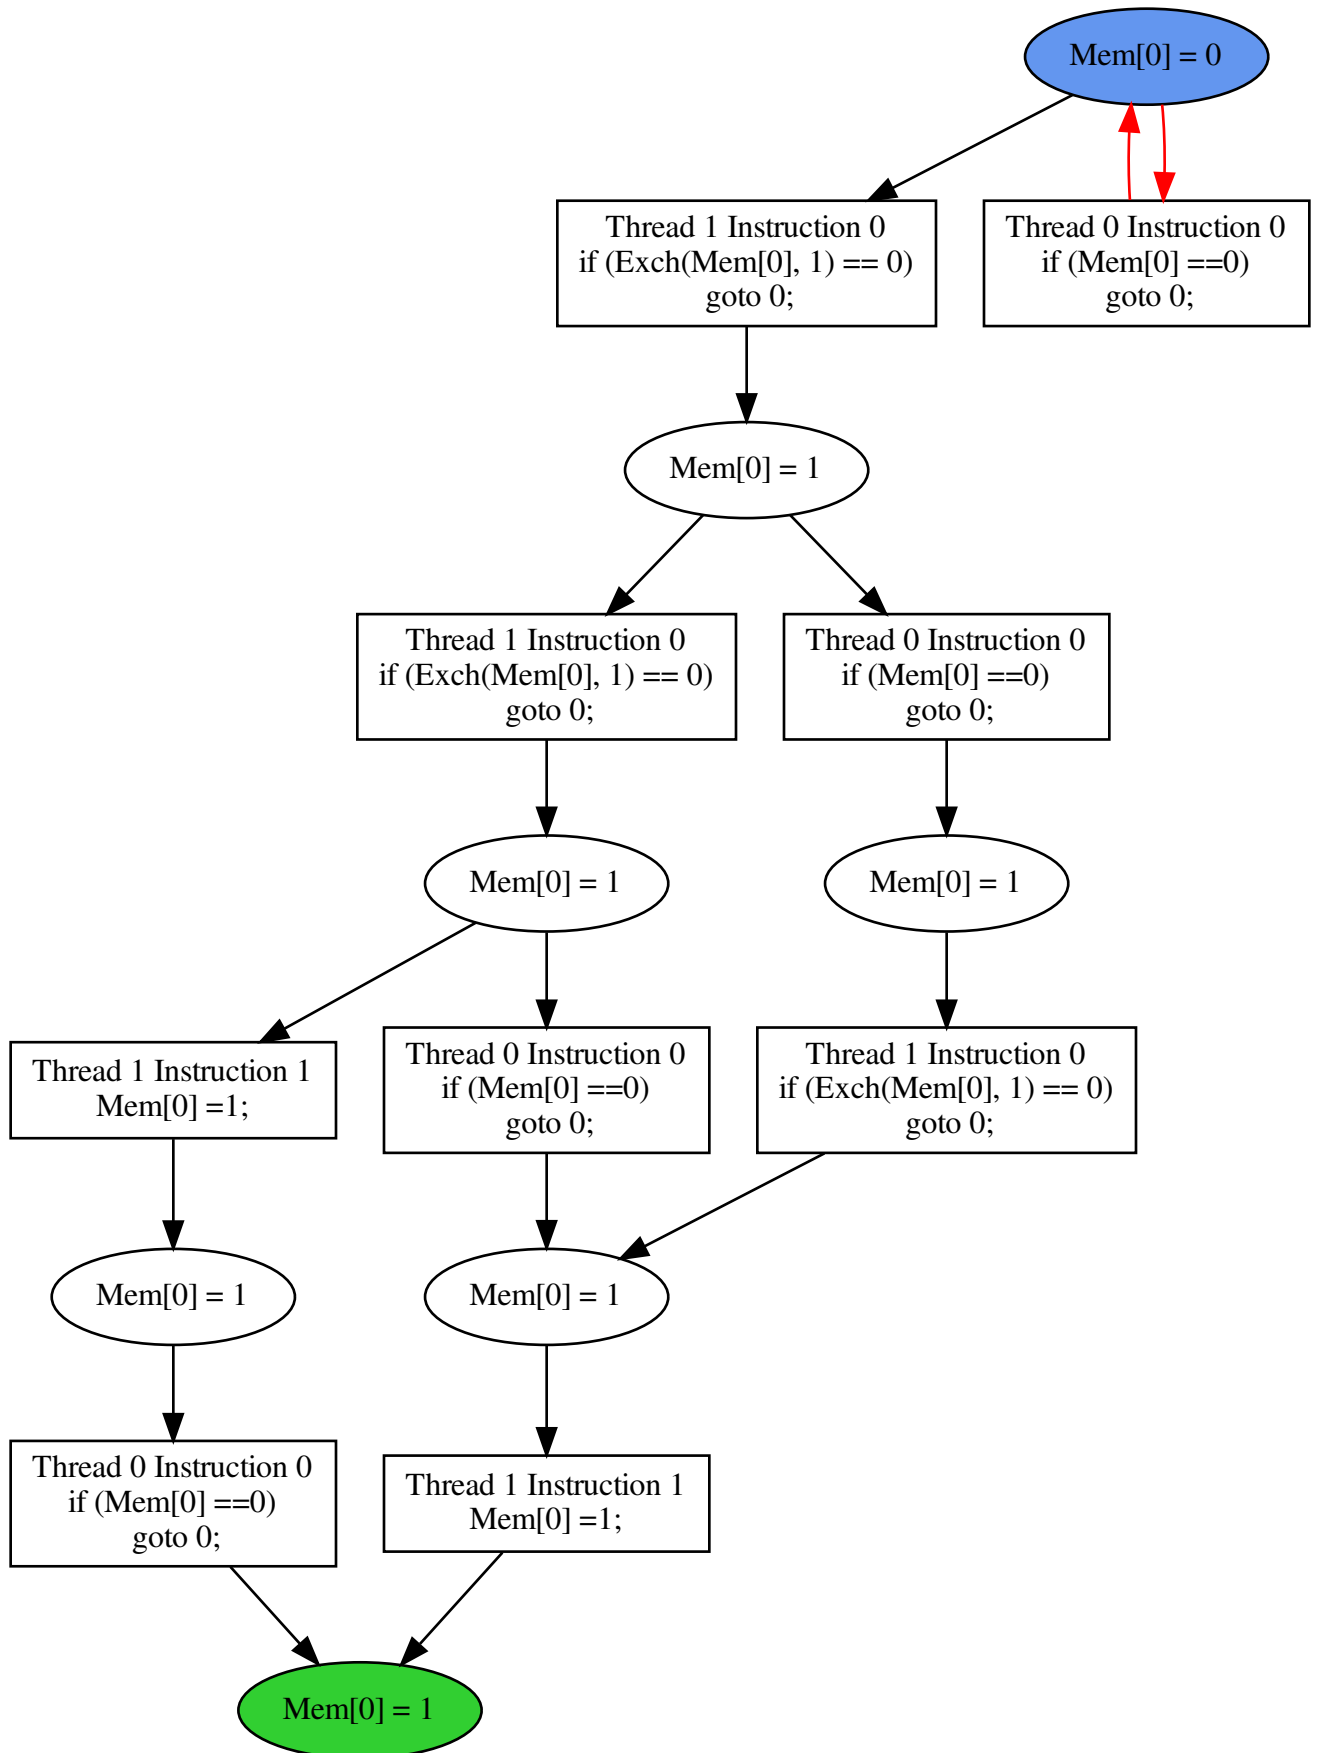 Mem[0] = 0
Thread 1 Instruction 0
if (Exch(Mem[0], 1) == 0)
goto 0;
Thread 0 Instruction 0
if (Mem[0] ==0)
goto 0;
Mem[0] = 1
Thread 1 Instruction 0
if (Exch(Mem[0], 1) == 0)
goto 0;
Thread 0 Instruction 0
if (Mem[0] ==0)
goto 0;
Mem[0] = 1
Mem[0] = 1
Thread 1 Instruction 1
Mem[0] =1;
Thread 0 Instruction 0
if (Mem[0] ==0)
goto 0;
Thread 1 Instruction 0
if (Exch(Mem[0], 1) == 0)
goto 0;
Mem[0] = 1
Mem[0] = 1
Thread 0 Instruction 0
if (Mem[0] ==0)
goto 0;
Thread 1 Instruction 1
Mem[0] =1;
Mem[0] = 1